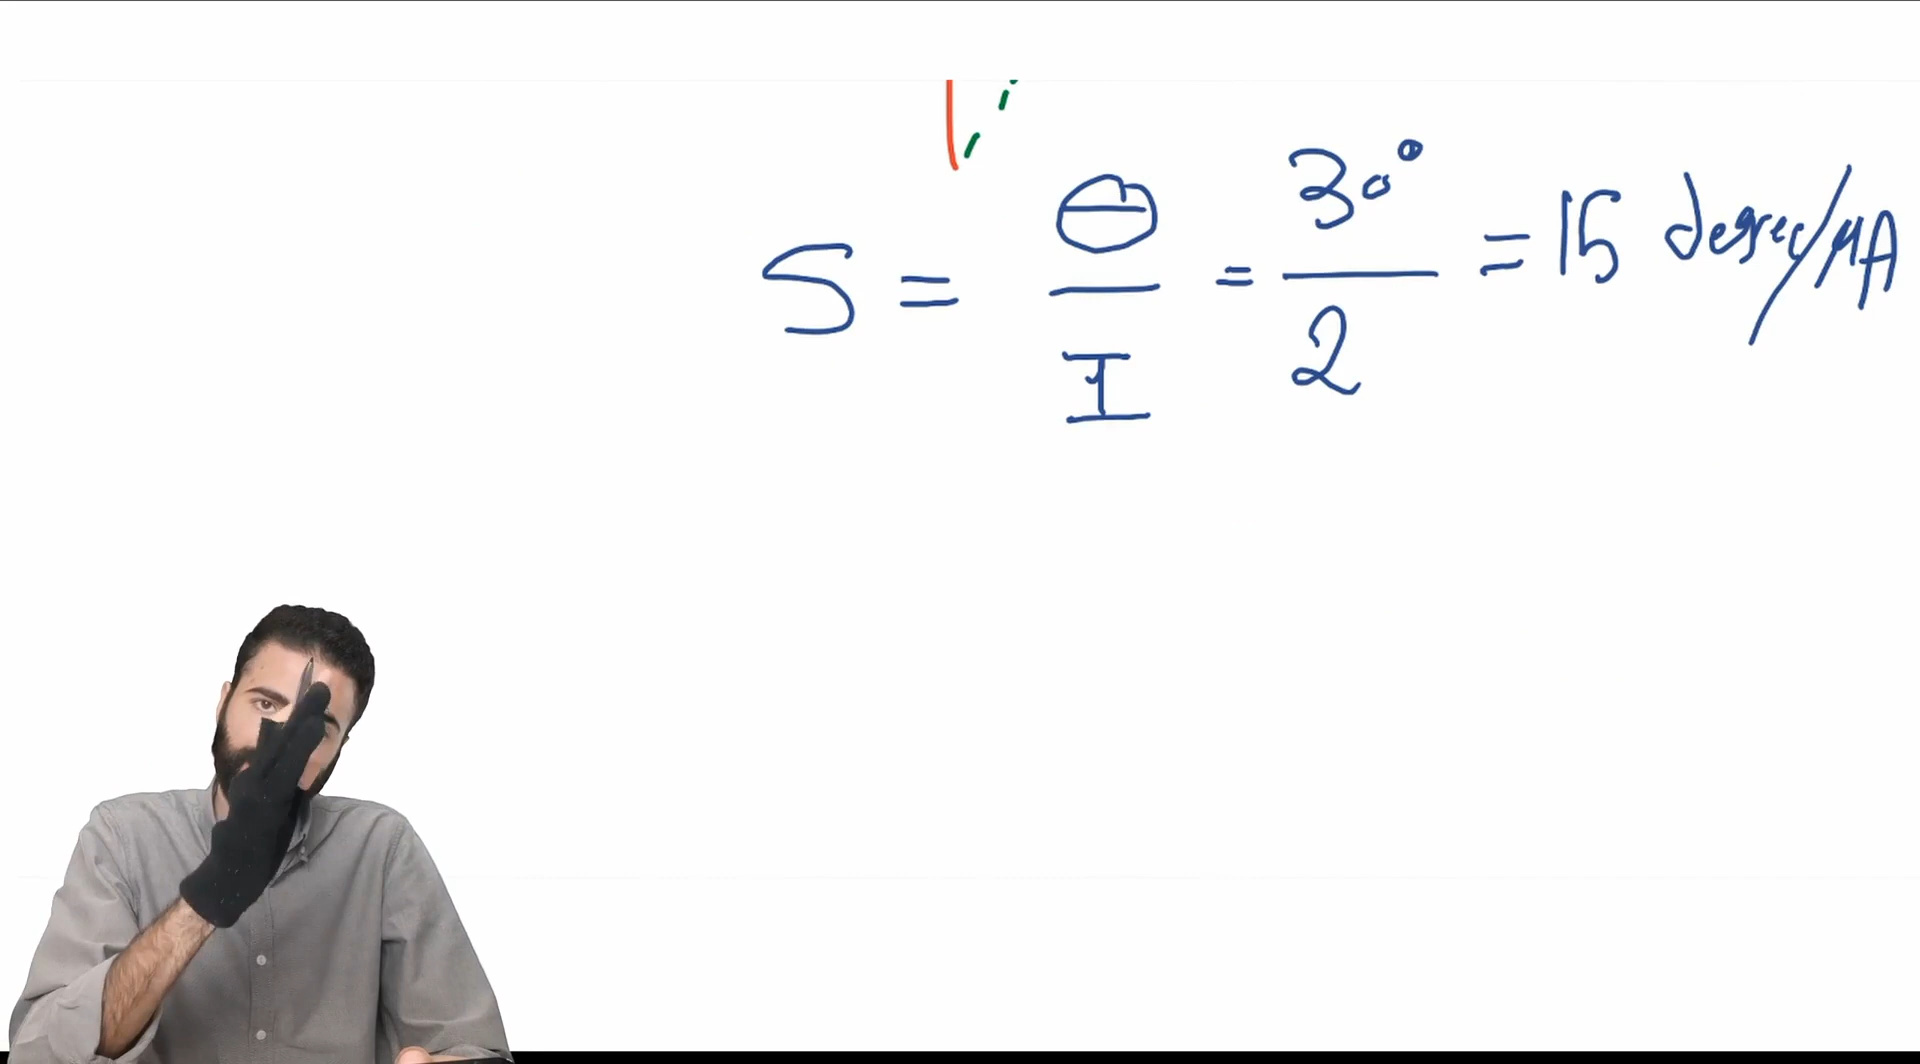 S = θ / I = 30° / 2 = 15 degree/μA